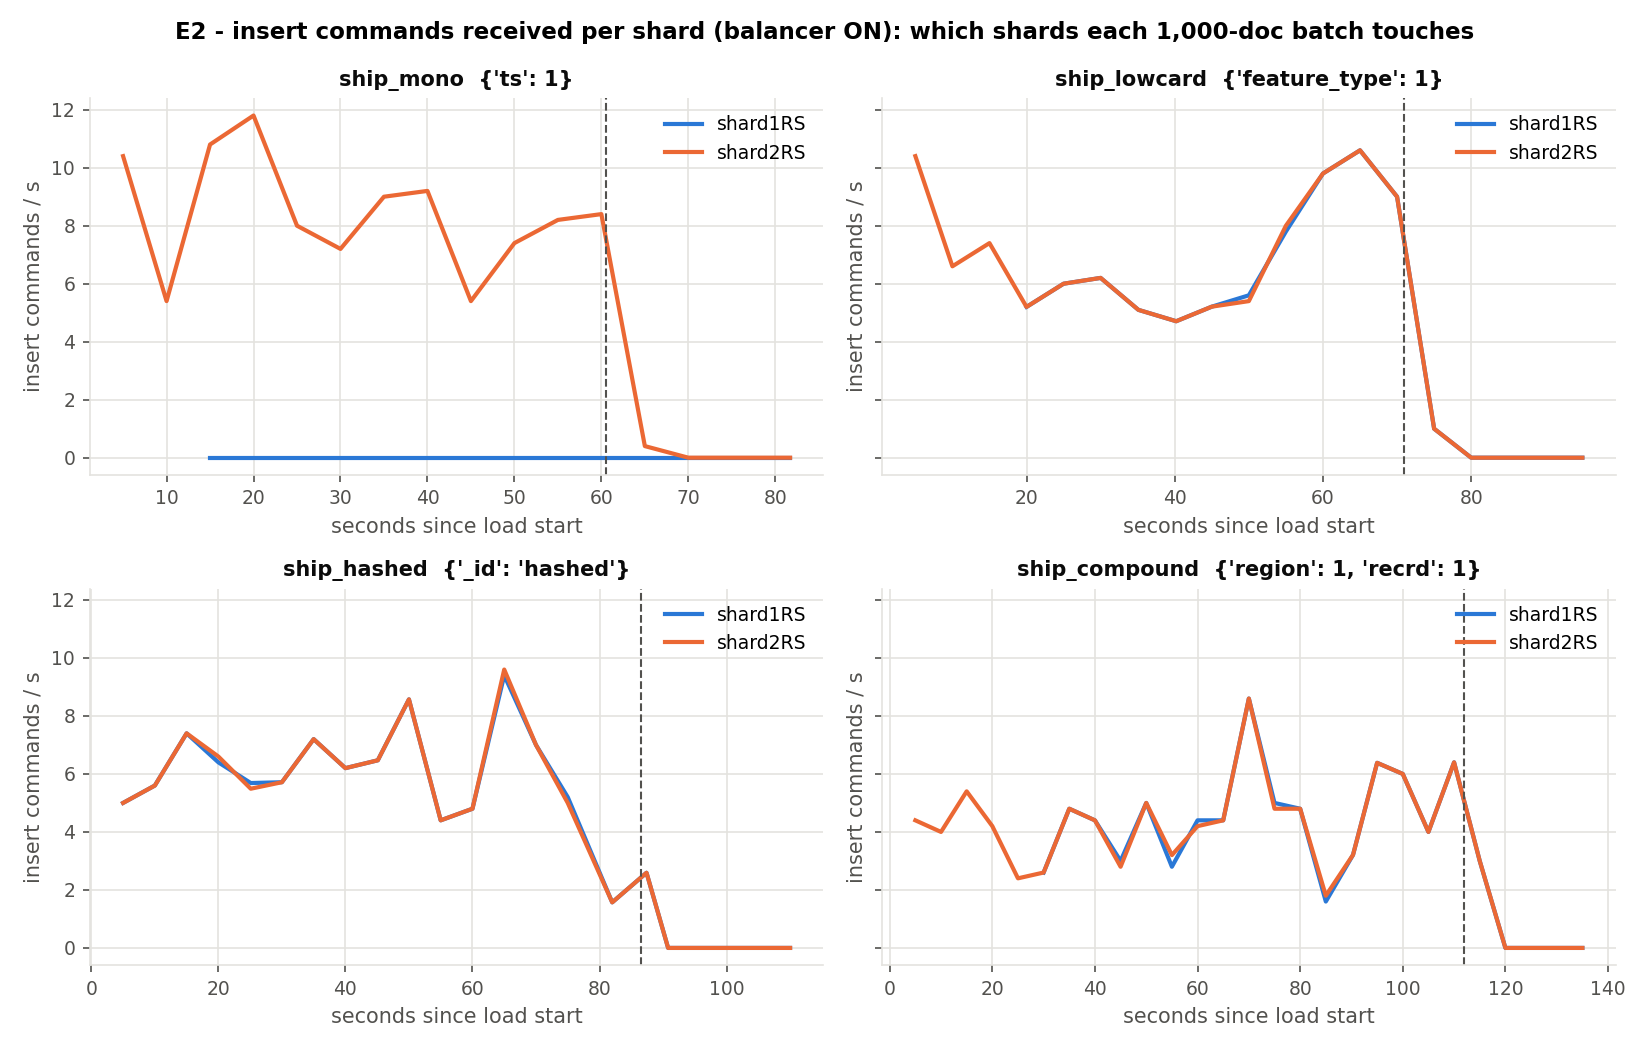 E2 - insert commands received per shard (balancer ON): which shards each 1,000-doc batch touches
ship_mono {'ts': 1}
12
10
8
6
4
2
0
insert commands / s
shard1RS
shard2RS
10 20 30 40 50 60 70 80
seconds since load start
ship_lowcard {'feature_type': 1}
insert commands / s
shard1RS
shard2RS
20 40 60 80
seconds since load start
ship_hashed {'_id': 'hashed'}
12
10
8
6
4
2
0
insert commands / s
shard1RS
shard2RS
0 20 40 60 80 100
seconds since load start
ship_compound {'region': 1, 'recrd': 1}
insert commands / s
shard1RS
shard2RS
0 20 40 60 80 100 120 140
seconds since load start